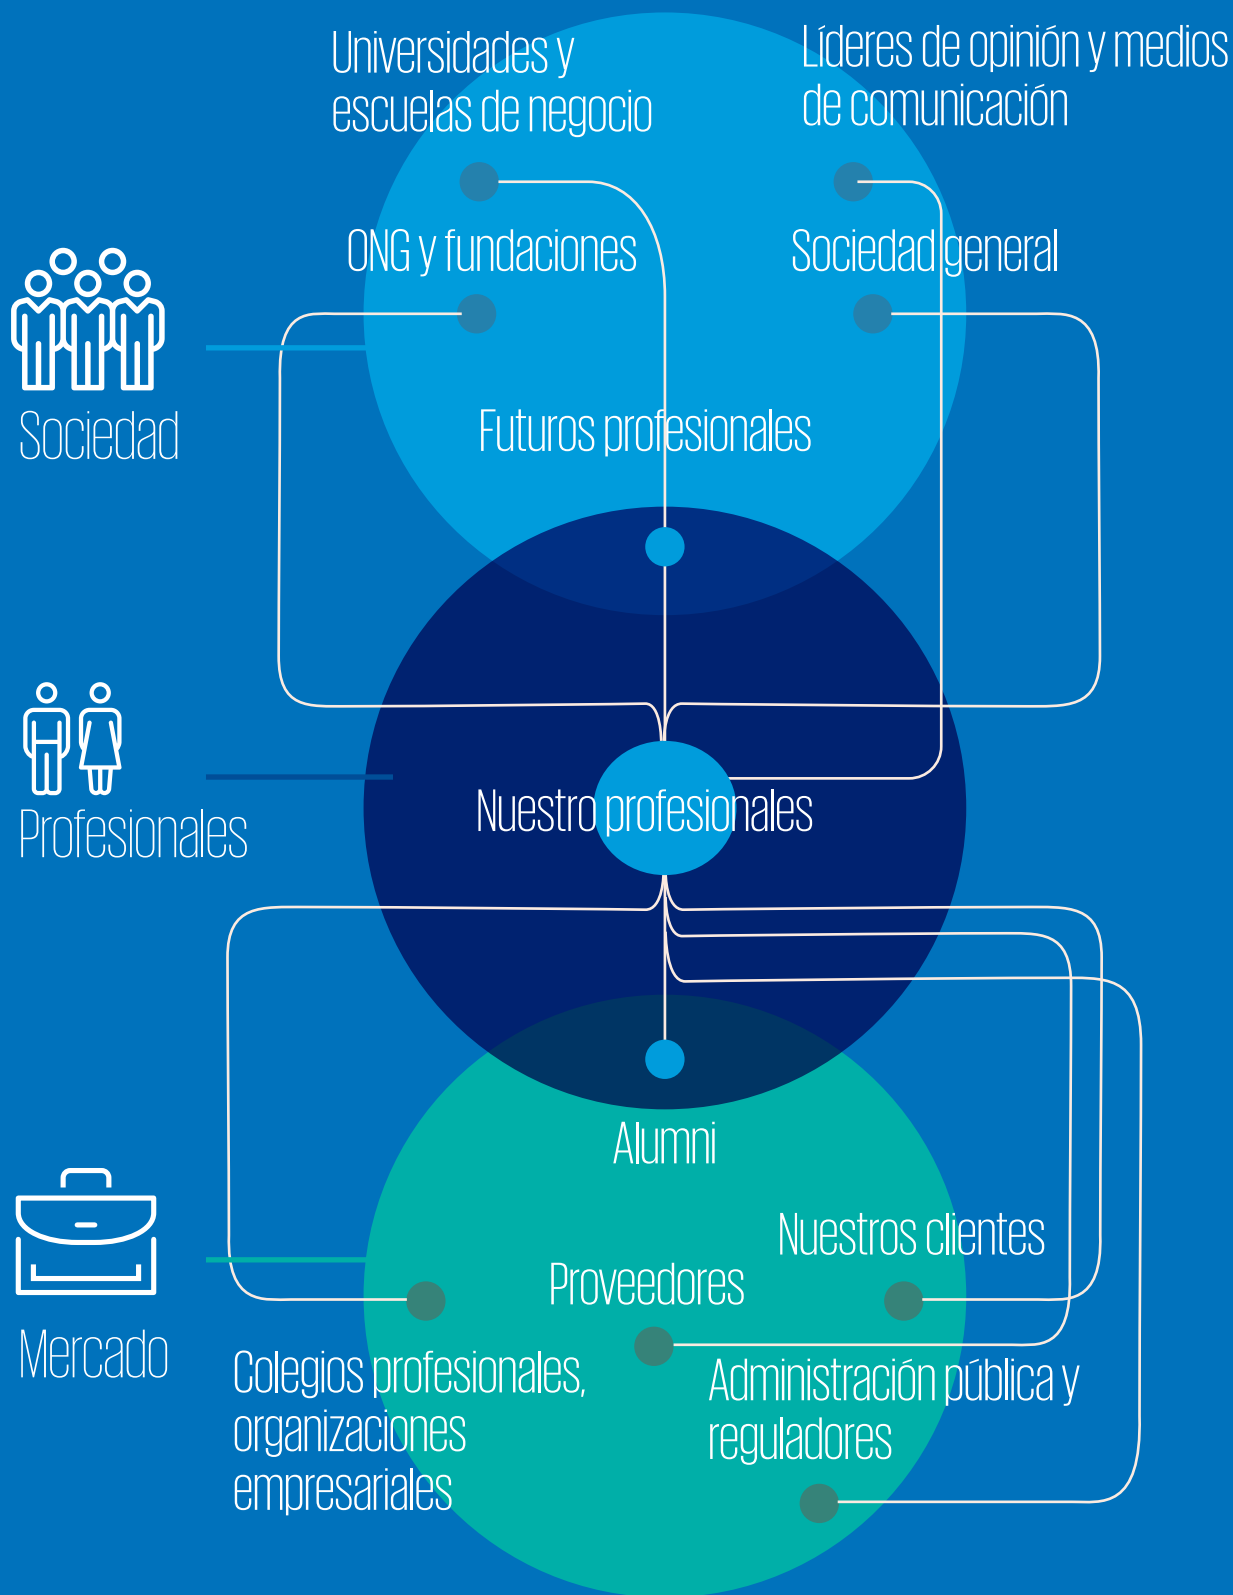 Universidades y
escuelas de negocio
Líderes de opinión y medios
de comunicación
ONG y fundaciones
Sociedad general
Sociedad
Futuros profesionales
Profesionales
Nuestro profesionales
Alumni
Nuestros clientes
Proveedores
Mercado
Colegios profesionales,
organizaciones
empresariales
Administración pública y
reguladores